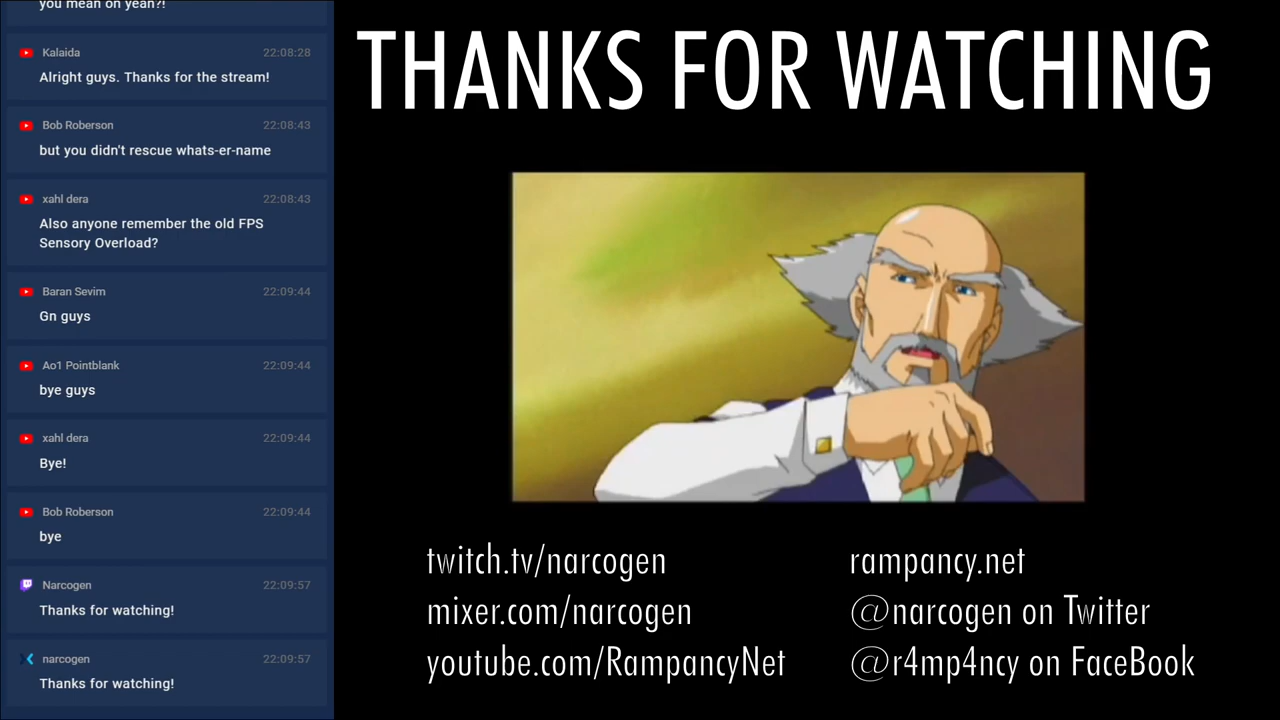 you mean on yeah?!
Kalaida 22:08:28
Alright guys. Thanks for the stream!
Bob Roberson 22:08:43
but you didn't rescue whats-er-name
xahl dera 22:08:43
Also anyone remember the old FPS
Sensory Overload?
Baran Sevim 22:09:44
Gn guys
Ao1 Pointblank 22:09:44
bye guys
xahl dera 22:09:44
Bye!
Bob Roberson 22:09:44
bye
Narcogen 22:09:57
Thanks for watching!
narcogen 22:09:57
Thanks for watching!
THANKS FOR WATCHING
twitch.tv/narcogen
mixer.com/narcogen
youtube.com/RampancyNet
rampancy.net
@narcogen on Twitter
@r4mp4ncy on FaceBook